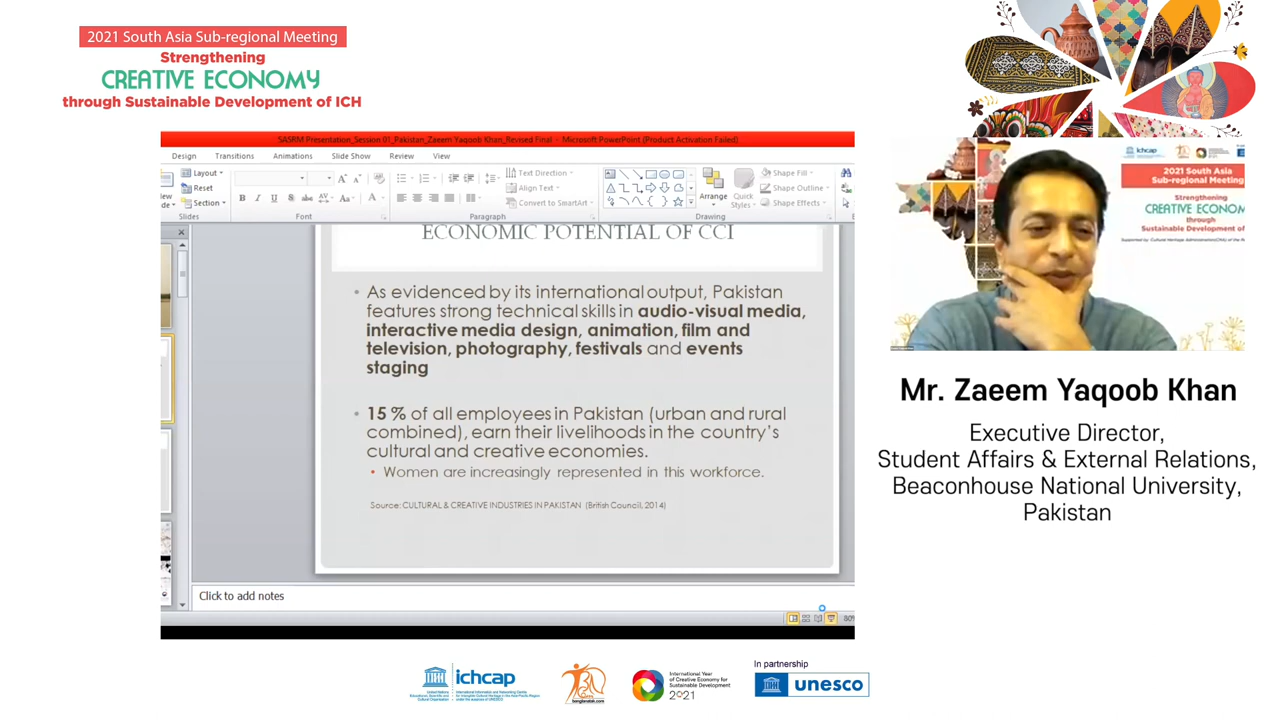 2021 South Asia Sub-regional Meeting
Strengthening
CREATIVE ECONOMY
through Sustainable Development of ICH
SASRM Presentation_Session 01_Pakistan_Zaeem Yaqoob Khan_Revised Final - Microsoft PowerPoint (Product Activation Failed)
Design Transitions Animations Slide Show Review View
Layout
Reset
Section
Slides
Font
Text Direction
Align Text
Convert to SmartArt
Paragraph
Arrange
Quick
Styles
Shape Fill
Shape Outline
Shape Effects
Drawing
ECONOMIC POTENTIAL OF CCI
• As evidenced by its international output, Pakistan
features strong technical skills in audio-visual media,
interactive media design, animation, film and
television, photography, festivals and events
staging
• 15 % of all employees in Pakistan (urban and rural
combined), earn their livelihoods in the country's
cultural and creative economies.
• Women are increasingly represented in this workforce.
Source: CULTURAL & CREATIVE INDUSTRIES IN PAKISTAN (British Council, 2014)
Click to add notes
80%
ichcap
2021 South Asia
Sub-regional Meeting
Strengthening
CREATIVE ECONOM
through
Sustainable Development of
Mr. Zaeem Yaqoob Khan
Executive Director,
Student Affairs & External Relations,
Beaconhouse National University,
Pakistan
ichcap
International Year
of Creative Economy for
Sustainable Development
2021
In partnership
unesco